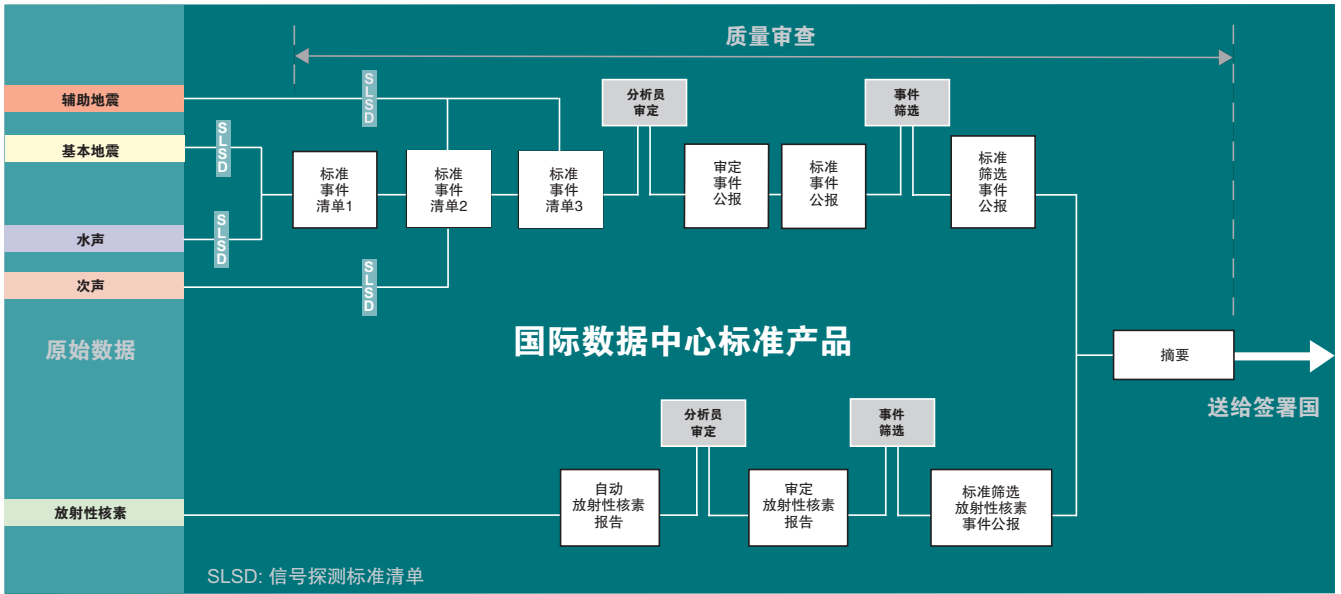 质量审查
辅助地震
基本地震
水声
次声
原始数据
放射性核素
SLSD
SLSD
SLSD
SLSD
标准
事件
清单1
标准
事件
清单2
标准
事件
清单3
分析员
审定
审定
事件
公报
标准
事件
公报
事件
筛选
标准
筛选
事件
公报
国际数据中心标准产品
摘要
送给签署国
自动
放射性核素
报告
分析员
审定
审定
放射性核素
报告
事件
筛选
标准筛选
放射性核素
事件公报
SLSD: 信号探测标准清单